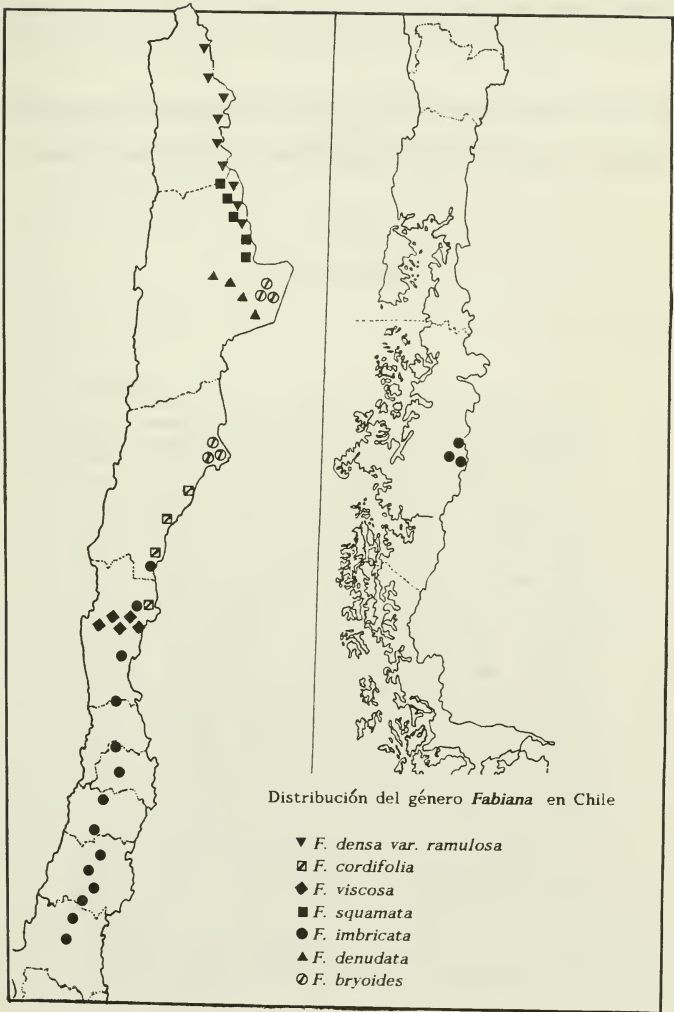 Distribución del género Fabiana en Chile
F. densa var. ramulosa
F. cordifolia
F. viscosa
F. squamata
F. imbricata
F. denudata
F. bryoides